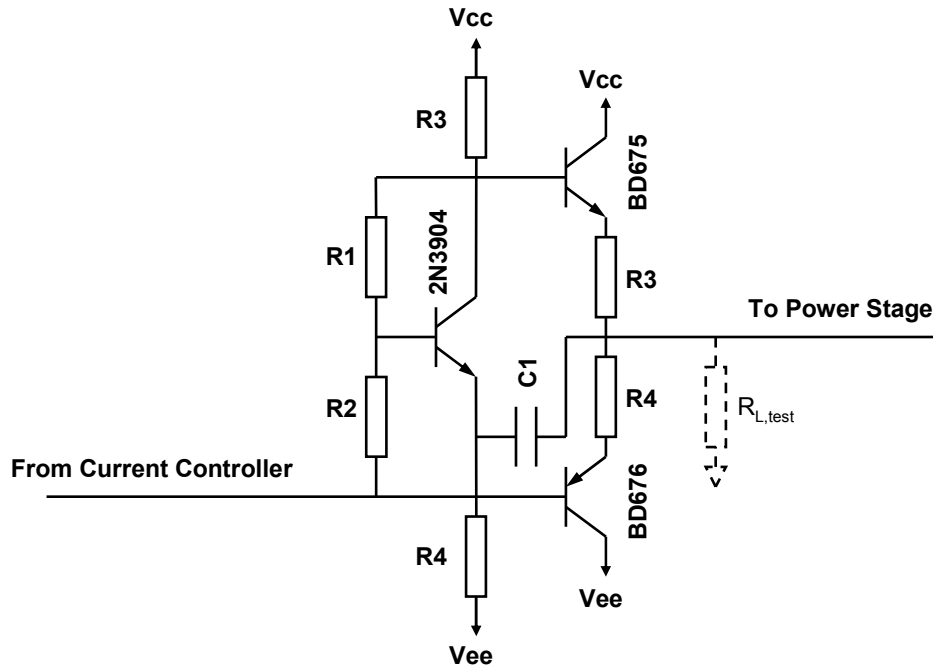 Vcc
Vcc
R3
BD675
2N3904
R1
R3
To Power Stage
C1
R2
R4
RL,test
From Current Controller
BD676
R4
Vee
Vee